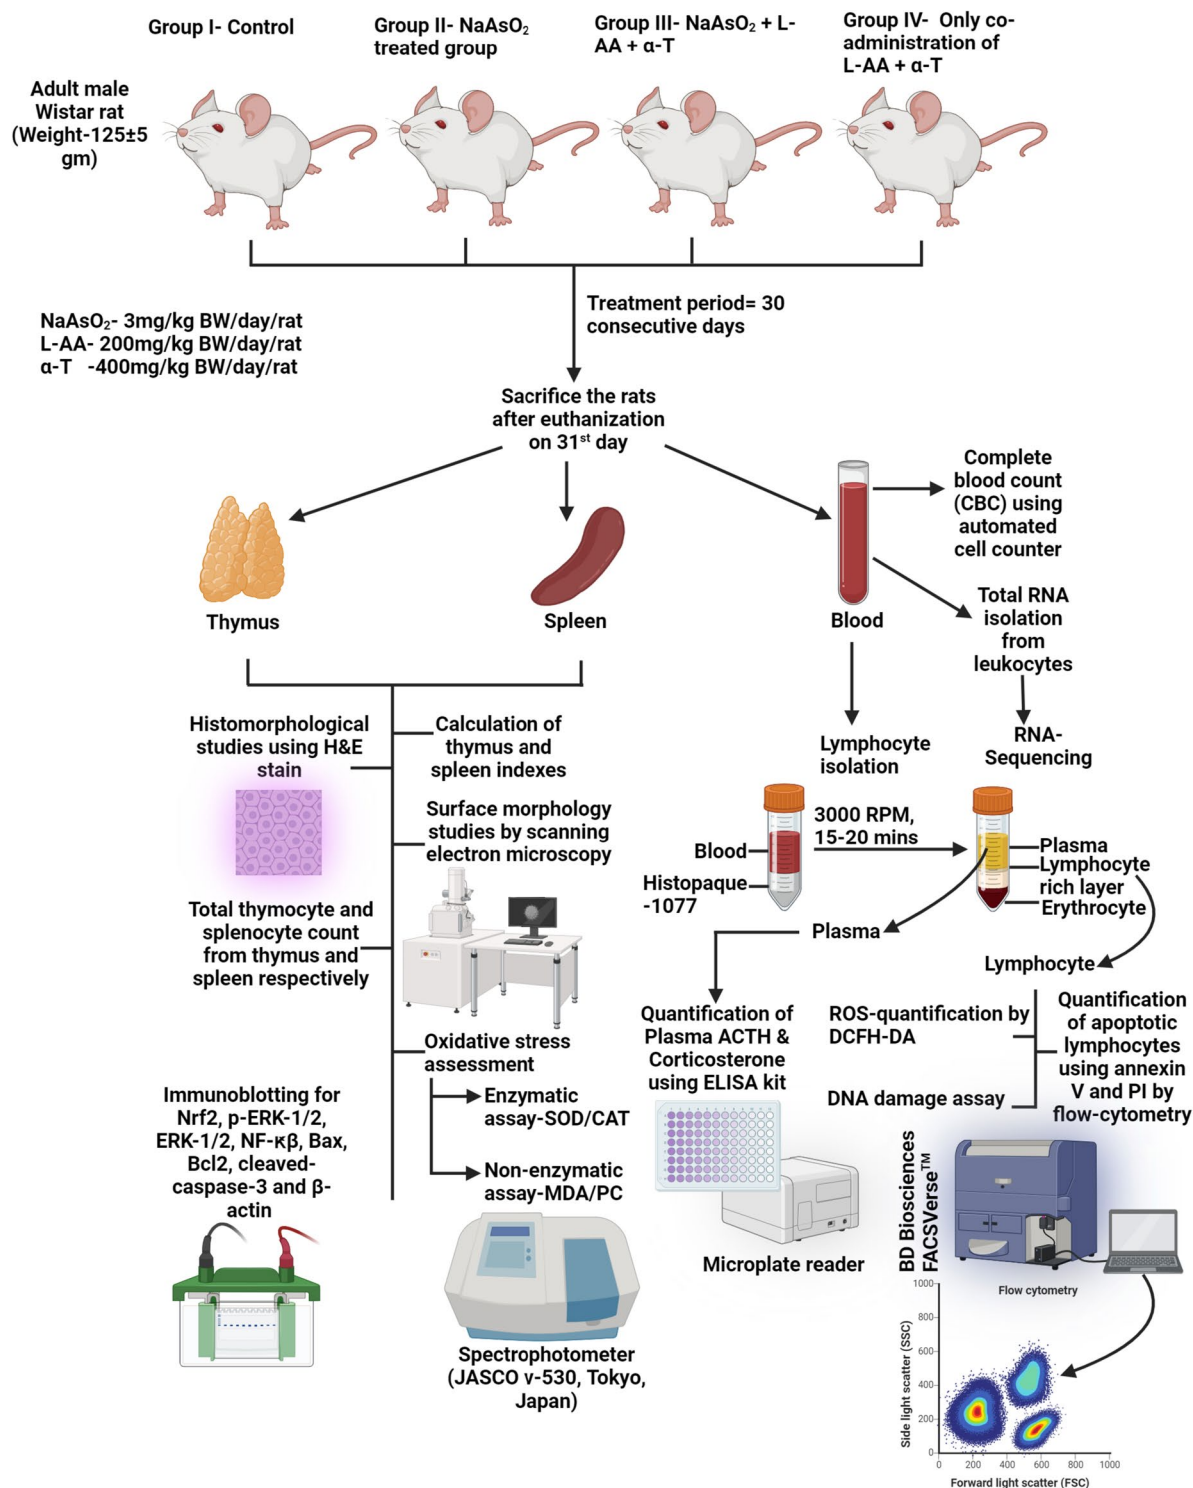 Group I- Control
Group II- NaAsO₂
treated group
Group III- NaAsO₂ + L-
AA + α-T
Group IV- Only co-
administration of
L-AA + α-T
Adult male
Wistar rat
(Weight-125±5
gm)
NaAsO₂- 3mg/kg BW/day/rat
L-AA- 200mg/kg BW/day/rat
α-T -400mg/kg BW/day/rat
Treatment period= 30
consecutive days
Sacrifice the rats
after euthanization
on 31ˢᵗ day
Thymus
Spleen
Blood
Complete
blood count
(CBC) using
automated
cell counter
Total RNA
isolation
from
leukocytes
RNA-
Sequencing
Histomorphological
studies using H&E
stain
Calculation of
thymus and
spleen indexes
Surface morphology
studies by scanning
electron microscopy
Total thymocyte and
splenocyte count
from thymus and
spleen respectively
Oxidative stress
assessment
Enzymatic
assay-SOD/CAT
Non-enzymatic
assay-MDA/PC
Immunoblotting for
Nrf2, p-ERK-1/2,
ERK-1/2, NF-κβ, Bax,
Bcl2, cleaved-
caspase-3 and β-
actin
Spectrophotometer
(JASCO v-530, Tokyo,
Japan)
Lymphocyte
isolation
Blood
Histopaque
-1077
3000 RPM,
15-20 mins
Plasma
Lymphocyte
rich layer
Erythrocyte
Plasma
Lymphocyte
Quantification of
Plasma ACTH &
Corticosterone
using ELISA kit
Microplate reader
ROS-quantification by
DCFH-DA
DNA damage assay
Quantification
of apoptotic
lymphocytes
using annexin
V and PI by
flow-cytometry
BD Biosciences
FACSVerse™
Flow cytometry
Side light scatter (SSC)
1000
800
600
400
200
0
0 200 400 600 800 1000
Forward light scatter (FSC)